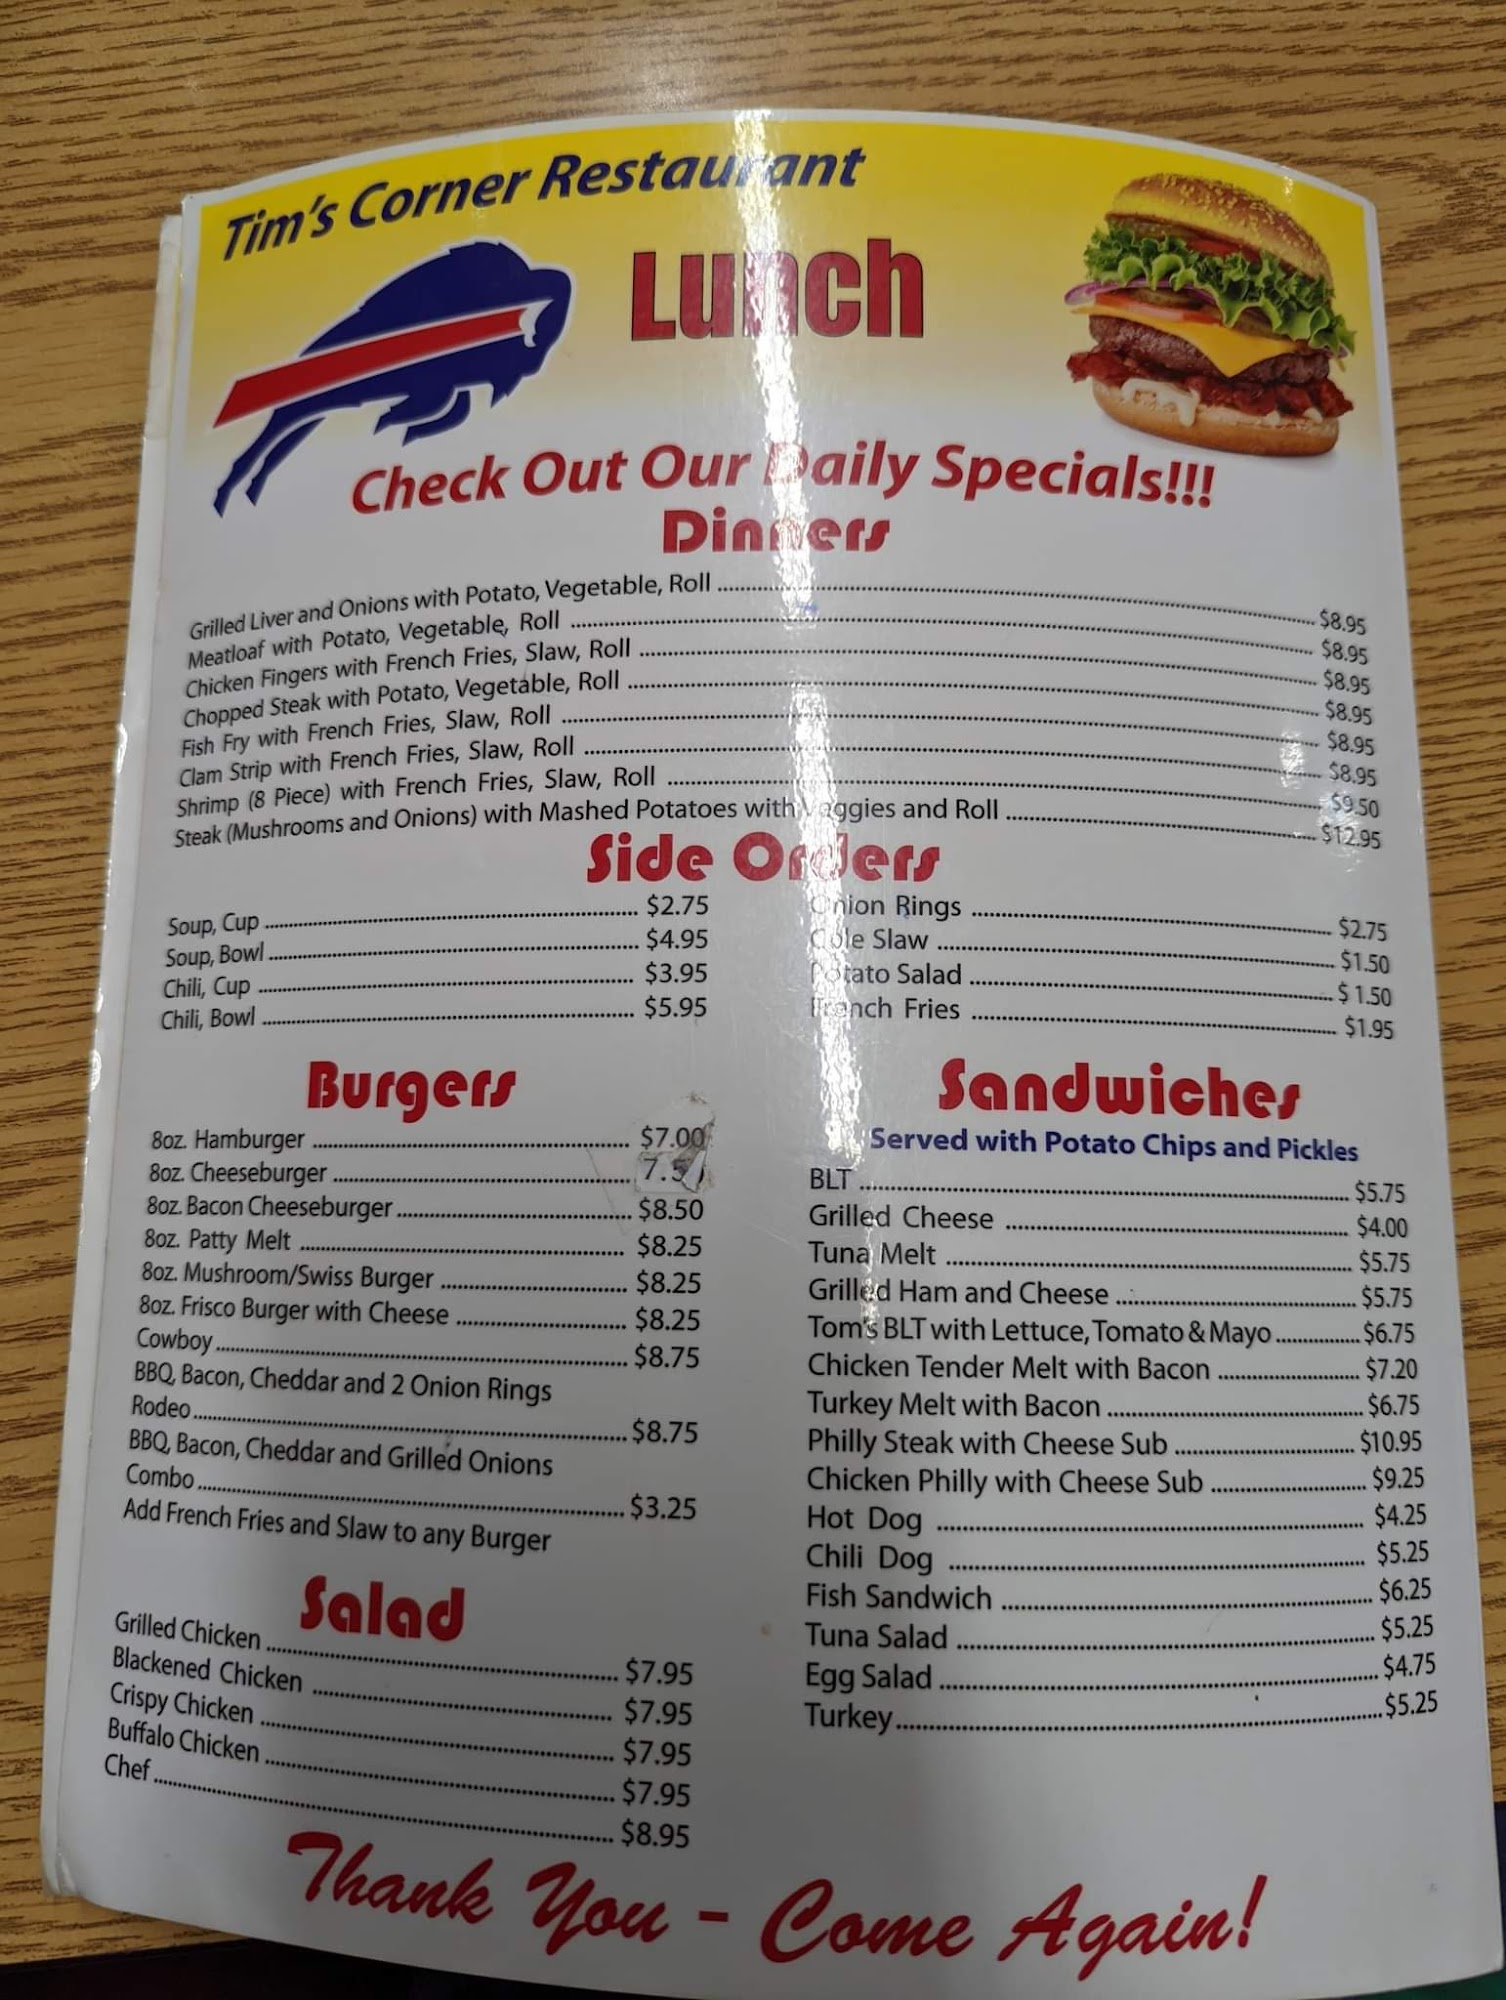 Tim's Corner Restaurant
Lunch
Check Out Our Daily Specials!!!
Dinners
Grilled Liver and Onions with Potato, Vegetable, Roll $8.95
Meatloaf with Potato, Vegetable, Roll $8.95
Chicken Fingers with French Fries, Slaw, Roll $8.95
Chopped Steak with Potato, Vegetable, Roll $8.95
Fish Fry with French Fries, Slaw, Roll $8.95
Clam Strip with French Fries, Slaw, Roll $8.95
Shrimp (8 Piece) with French Fries, Slaw, Roll $9.50
Steak (Mushrooms and Onions) with Mashed Potatoes with Veggies and Roll $12.95
Side Orders
Soup, Cup $2.75
Soup, Bowl $4.95
Chili, Cup $3.95
Chili, Bowl $5.95
Onion Rings $2.75
Cole Slaw $1.50
Potato Salad $1.50
French Fries $1.95
Burgers
8oz. Hamburger $7.00
8oz. Cheeseburger
8oz. Bacon Cheeseburger $8.50
8oz. Patty Melt $8.25
8oz. Mushroom/Swiss Burger $8.25
8oz. Frisco Burger with Cheese $8.25
Cowboy $8.75
BBQ, Bacon, Cheddar and 2 Onion Rings
Rodeo $8.75
BBQ, Bacon, Cheddar and Grilled Onions
Combo $3.25
Add French Fries and Slaw to any Burger
Salad
Grilled Chicken $7.95
Blackened Chicken $7.95
Crispy Chicken $7.95
Buffalo Chicken $7.95
Chef $8.95
Sandwiches
Served with Potato Chips and Pickles
BLT $5.75
Grilled Cheese $4.00
Tuna Melt $5.75
Grilled Ham and Cheese $5.75
Tom's BLT with Lettuce, Tomato & Mayo $6.75
Chicken Tender Melt with Bacon $7.20
Turkey Melt with Bacon $6.75
Philly Steak with Cheese Sub $10.95
Chicken Philly with Cheese Sub $9.25
Hot Dog $4.25
Chili Dog $5.25
Fish Sandwich $6.25
Tuna Salad $5.25
Egg Salad $4.75
Turkey $5.25
Thank You - Come Again!